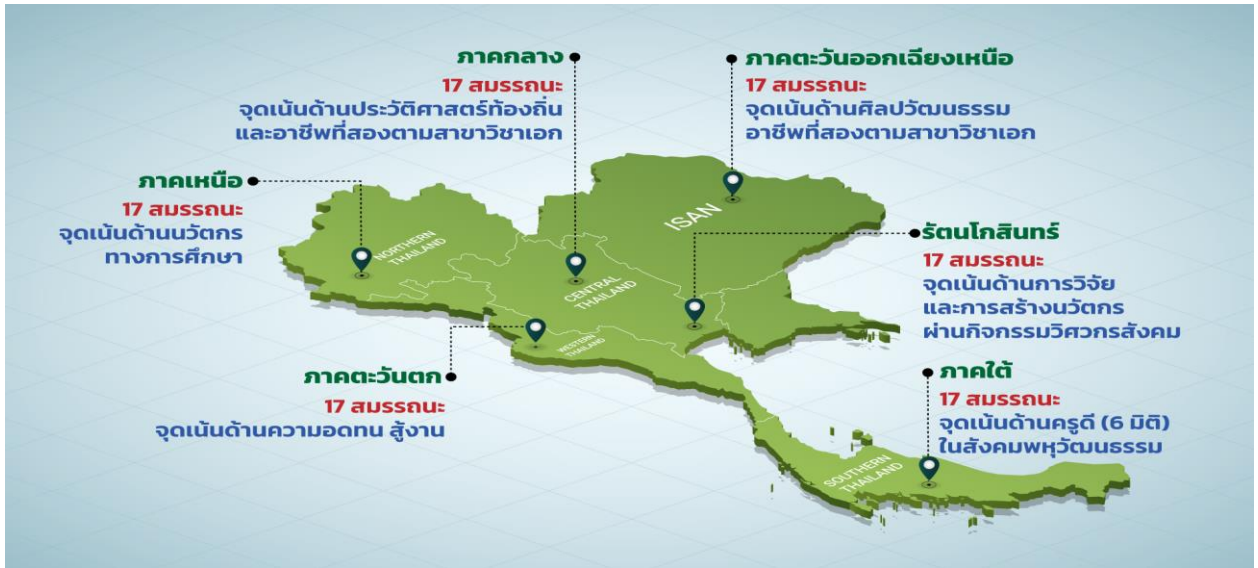 ภาคกลาง
17 สมรรถนะ
จุดเน้นด้านประวัติศาสตร์ท้องถิ่น
และอาชีพที่สองตามสาขาวิชาเอก
ภาคตะวันออกเฉียงเหนือ
17 สมรรถนะ
จุดเน้นด้านศิลปวัฒนธรรม
อาชีพที่สองตามสาขาวิชาเอก
ภาคเหนือ
17 สมรรถนะ
จุดเน้นด้านนวัตกร
ทางการศึกษา
รัตนโกสินทร์
17 สมรรถนะ
จุดเน้นด้านการวิจัย
และการสร้างนวัตกร
ผ่านกิจกรรมวิศวกรสังคม
ภาคตะวันตก
17 สมรรถนะ
จุดเน้นด้านความอดทน สู้งาน
ภาคใต้
17 สมรรถนะ
จุดเน้นด้านครูดี (6 มิติ)
ในสังคมพหุวัฒนธรรม
NORTHERN
THAILAND
ISAN
CENTRAL
THAILAND
WESTERN
THAILAND
SOUTHERN
THAILAND